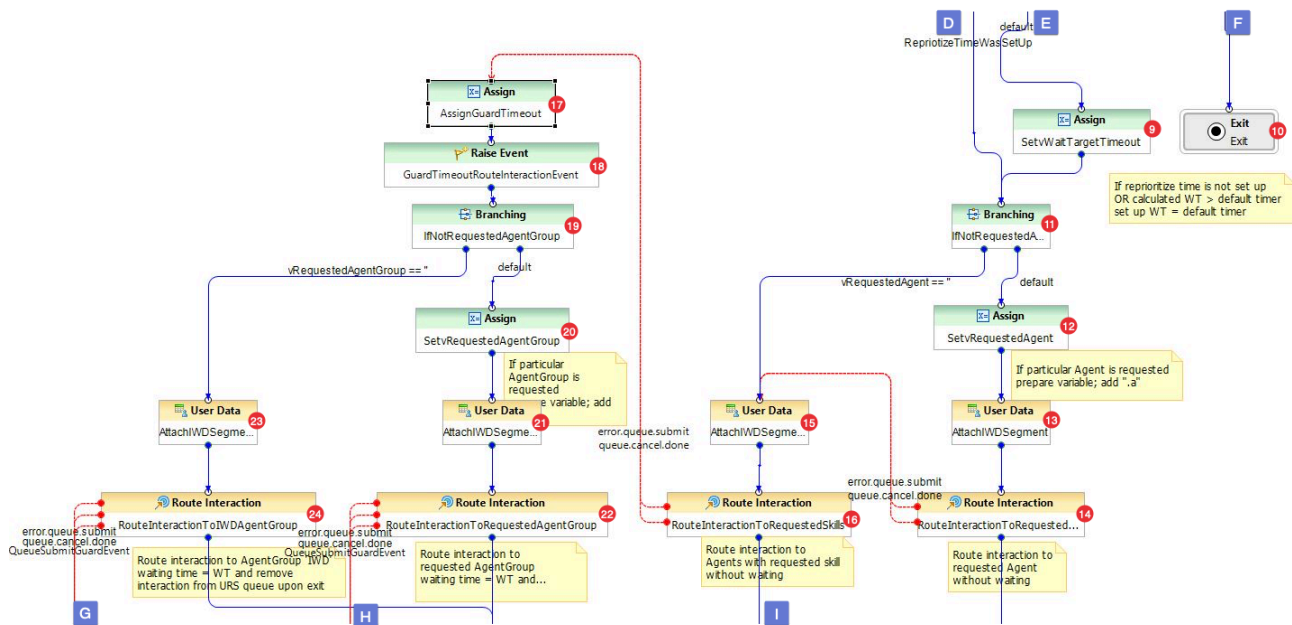 D
E
F
default
RepriotizeTimeWasSetUp
Assign
AssignGuardTimeout
17
Assign
SetvWaitTargetTimeout
9
Exit
Exit
10
Raise Event
GuardTimeoutRouteInteractionEvent
18
If reprioritize time is not set up
OR calculated WT > default timer
set up WT = default timer
Branching
IfNotRequestedAgentGroup
19
Branching
IfNotRequestedA...
11
vRequestedAgentGroup == ''
default
vRequestedAgent == ''
default
Assign
SetvRequestedAgentGroup
20
Assign
SetvRequestedAgent
12
If particular
AgentGroup is
requested
e variable; add
If particular Agent is requested
prepare variable; add ".a"
User Data
AttachIWDSegme...
23
User Data
AttachIWDSegme...
21
User Data
AttachIWDSegme...
15
User Data
AttachIWDSegment
13
error.queue.submit
queue.cancel.done
error.queue.submit
queue.cancel.done
Route Interaction
RouteInteractionToIWDAgentGroup
24
Route Interaction
RouteInteractionToRequestedAgentGroup
22
Route Interaction
RouteInteractionToRequestedSkills
16
Route Interaction
RouteInteractionToRequested...
14
error.queue.submit
queue.cancel.done
QueueSubmitGuardEvent
error.queue.submit
queue.cancel.done
QueueSubmitGuardEvent
Route interaction to AgentGroup 'IWD
waiting time = WT and remove
interaction from URS queue upon exit
Route interaction to
requested AgentGroup
waiting time = WT and...
Route interaction to
Agents with requested skill
without waiting
Route interaction to
requested Agent
without waiting
G
H
I